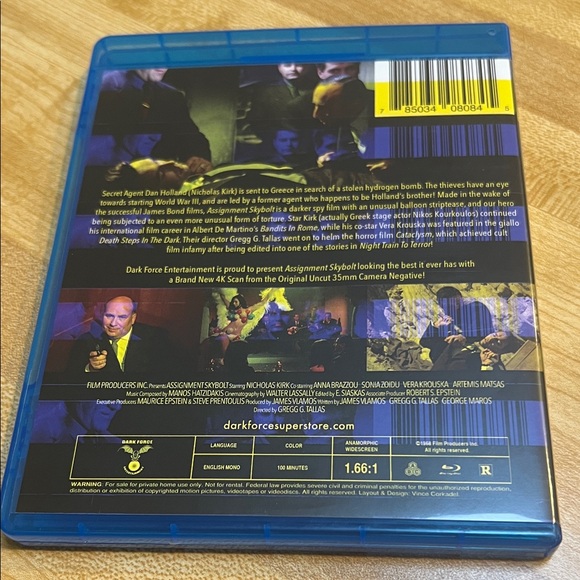 7 85034 08084 5
Secret Agent Dan Holland (Nicholas Kirk) is sent to Greece in search of a stolen hydrogen bomb. The thieves have an eye
towards starting World War III, and are led by a former agent who happens to be Holland's brother! Made in the wake of
the successful James Bond films, Assignment Skybolt is a darker spy film with an unusual balloon striptease, and our hero
being subjected to an even more unusual form of torture. Star Kirk (actually Greek stage actor Nikos Kourkoulos) continued
his international film career in Albert De Martino's Bandits In Rome, while his co-star Vera Krouska was featured in the giallo
Death Steps In The Dark. Their director Gregg G. Tallas went on to helm the horror film Cataclysm, which achieved cult
film infamy after being edited into one of the stories in Night Train To Terror!
Dark Force Entertainment is proud to present Assignment Skybolt looking the best it ever has with
a Brand New 4K Scan from the Original Uncut 35mm Camera Negative!
FILM PRODUCERS INC. Presents ASSIGNMENT SKYBOLT Starring NICHOLAS KIRK Co-starring ANNA BRAZZOU SONIA ZOIDU VERA KROUSKA ARTEMIS MATSAS
Music Composed by MANOS HATZIDAKIS Cinematography by WALTER LASSALLY Edited by E. SIASKAS Associate Producers ROBERT S. EPSTEIN
Executive Producers MAURICE EPSTEIN & STEVE PRENTOULIS Produced by JAMES VLAMOS Written by JAMES VLAMOS GREGG G. TALLAS GEORGE MAROS
Directed by GREGG G. TALLAS
darkforcesuperstore.com
DARK FORCE
LANGUAGE
COLOR
ANAMORPHIC
WIDESCREEN
ENGLISH MONO
100 MINUTES
1.66:1
©1968 Film Producers Inc.
All rights reserved.
Blu-ray
R
WARNING: For sale for private home use only. Not for rental. Federal law provides severe civil and criminal penalties for the unauthorized reproduction,
distribution or exhibition of copyrighted motion pictures, videotapes or videodiscs. All rights reserved. Layout & Design: Vince Corrado.